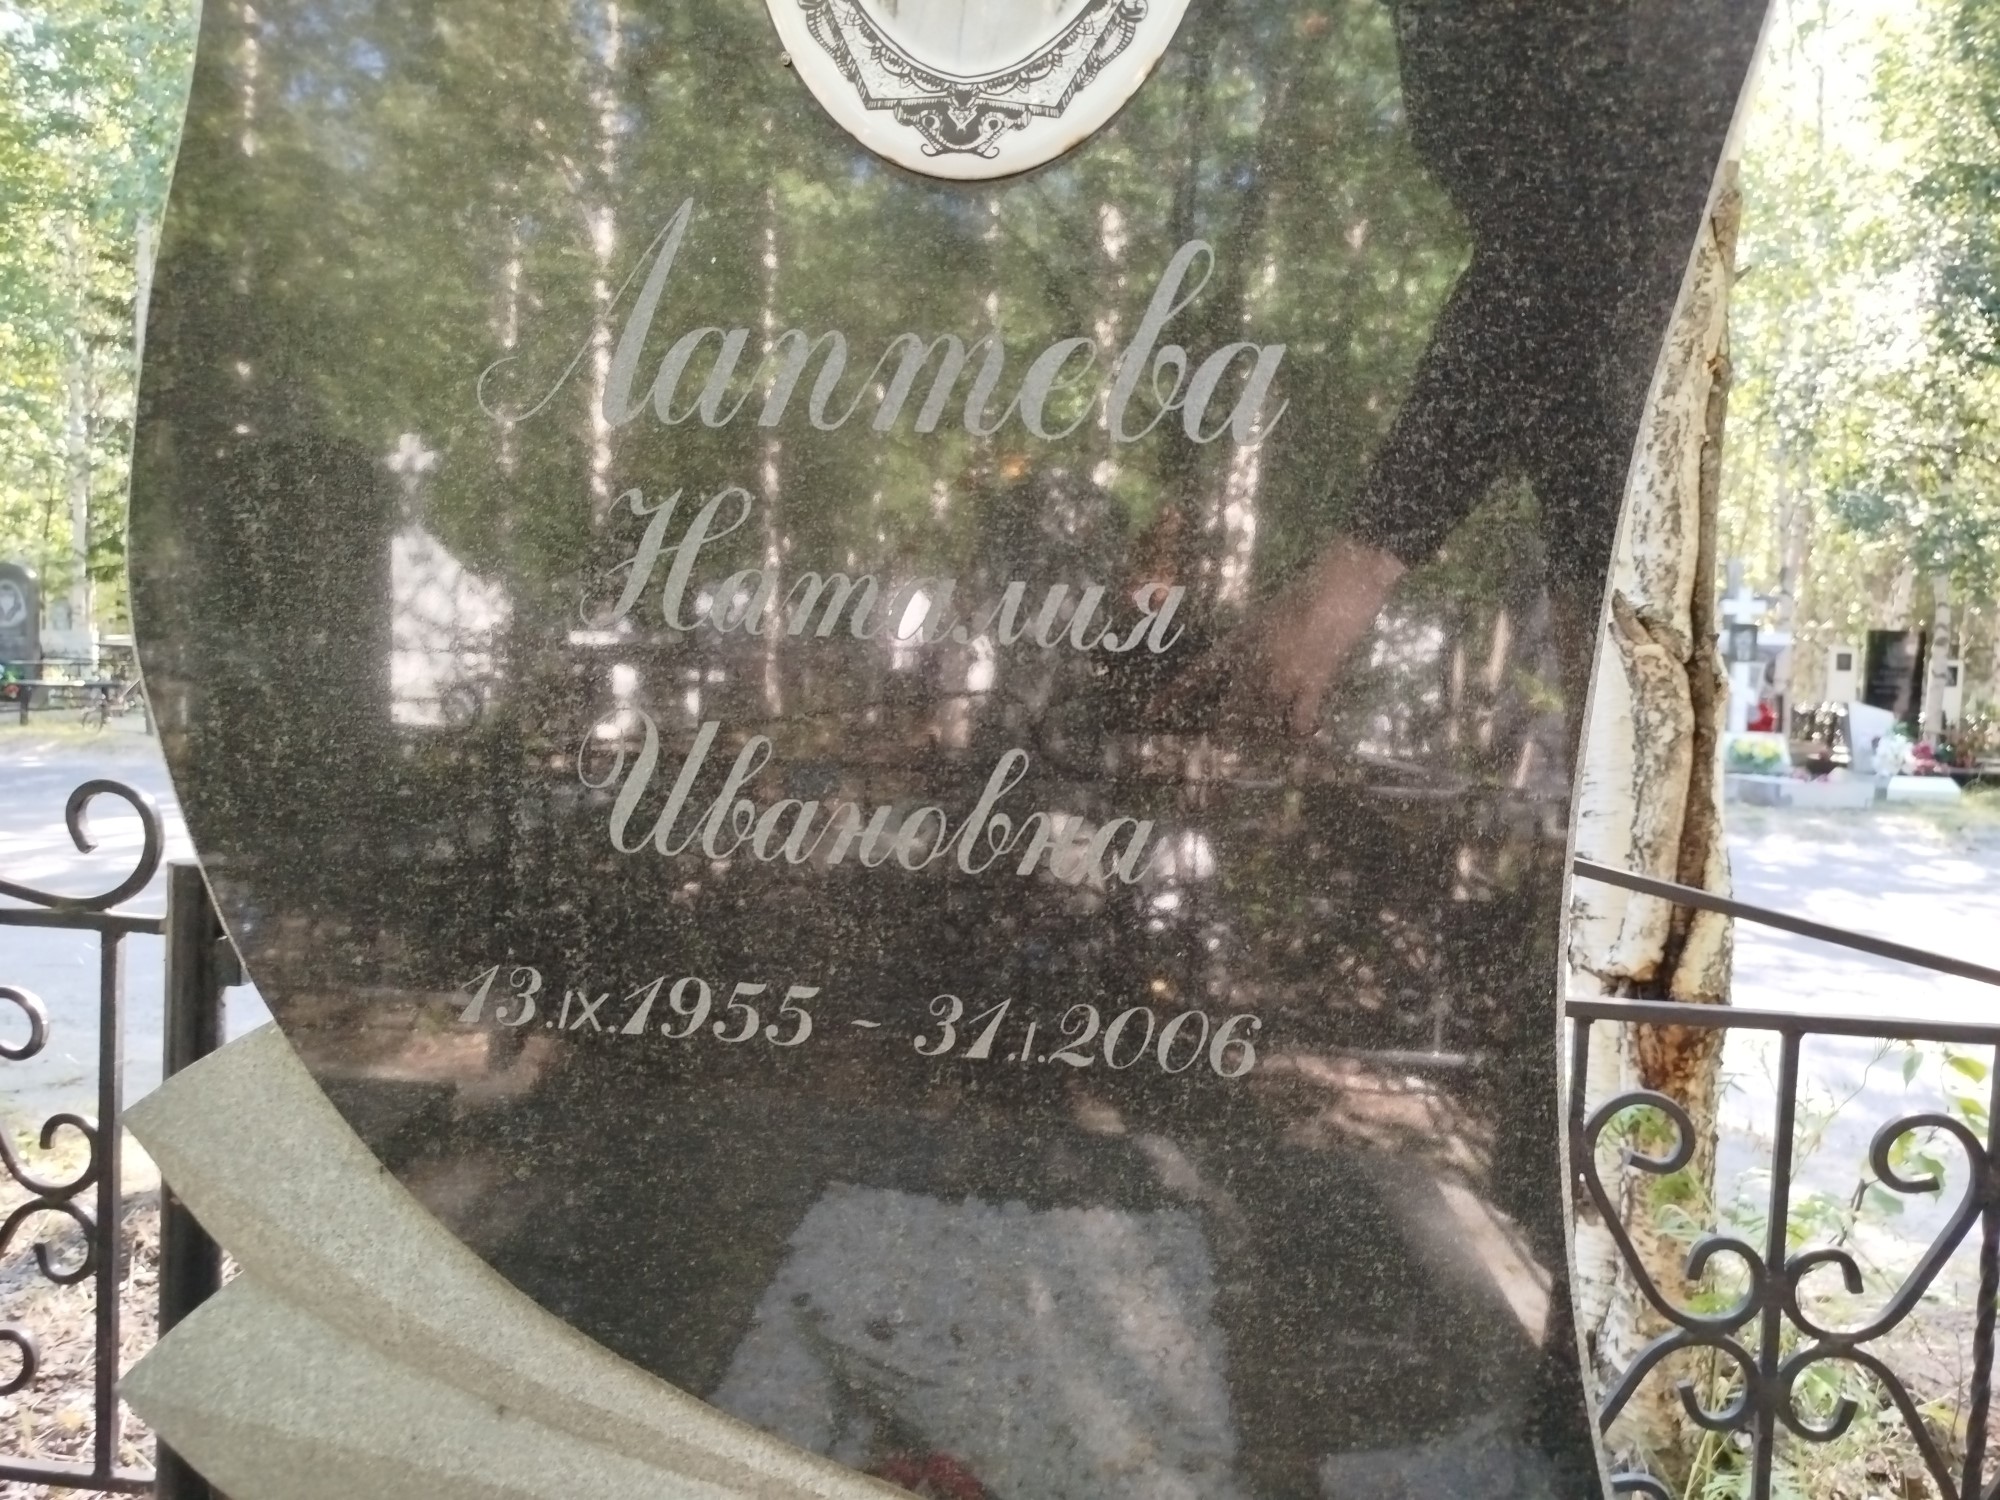 Лаптева
Наталия
Ивановна
13.IX.1955 - 31.I.2006